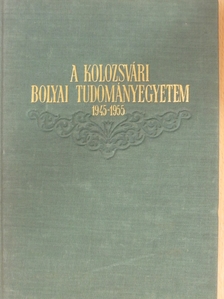 A KOLOZSVÁRI
BOLYAI TUDOMÁNYEGYETEM
1945-1955